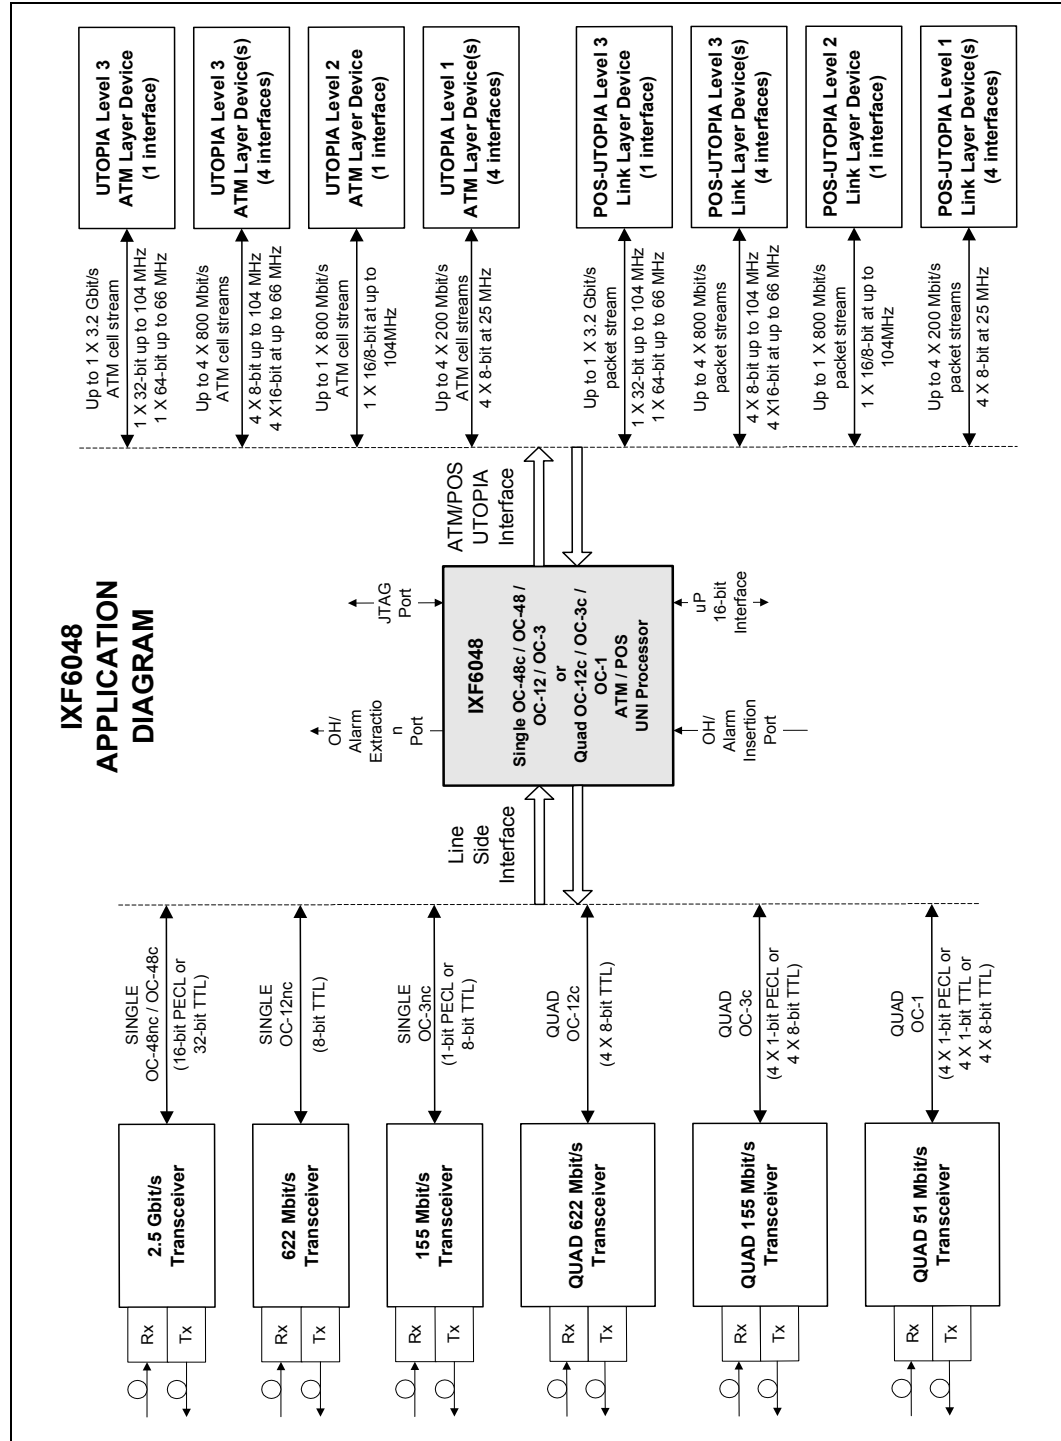 IXF6048
APPLICATION
DIAGRAM
UTOPIA Level 3
ATM Layer Device
(1 interface)
UTOPIA Level 3
ATM Layer Device(s)
(4 interfaces)
UTOPIA Level 2
ATM Layer Device
(1 interface)
UTOPIA Level 1
ATM Layer Device(s)
(4 interfaces)
POS-UTOPIA Level 3
Link Layer Device
(1 interface)
POS-UTOPIA Level 3
Link Layer Device(s)
(4 interfaces)
POS-UTOPIA Level 2
Link Layer Device
(1 interface)
POS-UTOPIA Level 1
Link Layer Device(s)
(4 interfaces)
Up to 1 X 3.2 Gbit/s
ATM cell stream
1 X 32-bit up to 104 MHz
1 X 64-bit up to 66 MHz
Up to 4 X 800 Mbit/s
ATM cell streams
4 X 8-bit up to 104 MHz
4 X16-bit at up to 66 MHz
Up to 1 X 800 Mbit/s
ATM cell stream
1 X 16/8-bit at up to
104MHz
Up to 4 X 200 Mbit/s
ATM cell streams
4 X 8-bit at 25 MHz
Up to 1 X 3.2 Gbit/s
packet stream
1 X 32-bit up to 104 MHz
1 X 64-bit up to 66 MHz
Up to 4 X 800 Mbit/s
packet streams
4 X 8-bit up to 104 MHz
4 X16-bit at up to 66 MHz
Up to 1 X 800 Mbit/s
packet stream
1 X 16/8-bit at up to
104MHz
Up to 4 X 200 Mbit/s
packet streams
4 X 8-bit at 25 MHz
ATM/POS
UTOPIA
Interface
JTAG
Port
uP
16-bit
Interface
IXF6048
Single OC-48c / OC-48 /
OC-12 / OC-3
or
Quad OC-12c / OC-3c /
OC-1
ATM / POS
UNI Processor
OH/
Alarm
Extractio
n Port
OH/
Alarm
Insertion
Port
Line
Side
Interface
SINGLE
OC-48nc / OC-48c
(16-bit PECL or
32-bit TTL)
SINGLE
OC-12nc
(8-bit TTL)
SINGLE
OC-3nc
(1-bit PECL or
8-bit TTL)
QUAD
OC-12c
(4 X 8-bit TTL)
QUAD
OC-3c
(4 X 1-bit PECL or
4 X 8-bit TTL)
QUAD
OC-1
(4 X 1-bit PECL or
4 X 1-bit TTL or
4 X 8-bit TTL)
2.5 Gbit/s
Transceiver
622 Mbit/s
Transceiver
155 Mbit/s
Transceiver
QUAD 622 Mbit/s
Transceiver
QUAD 155 Mbit/s
Transceiver
QUAD 51 Mbit/s
Transceiver
Rx
Tx
Rx
Tx
Rx
Tx
Rx
Tx
Rx
Tx
Rx
Tx